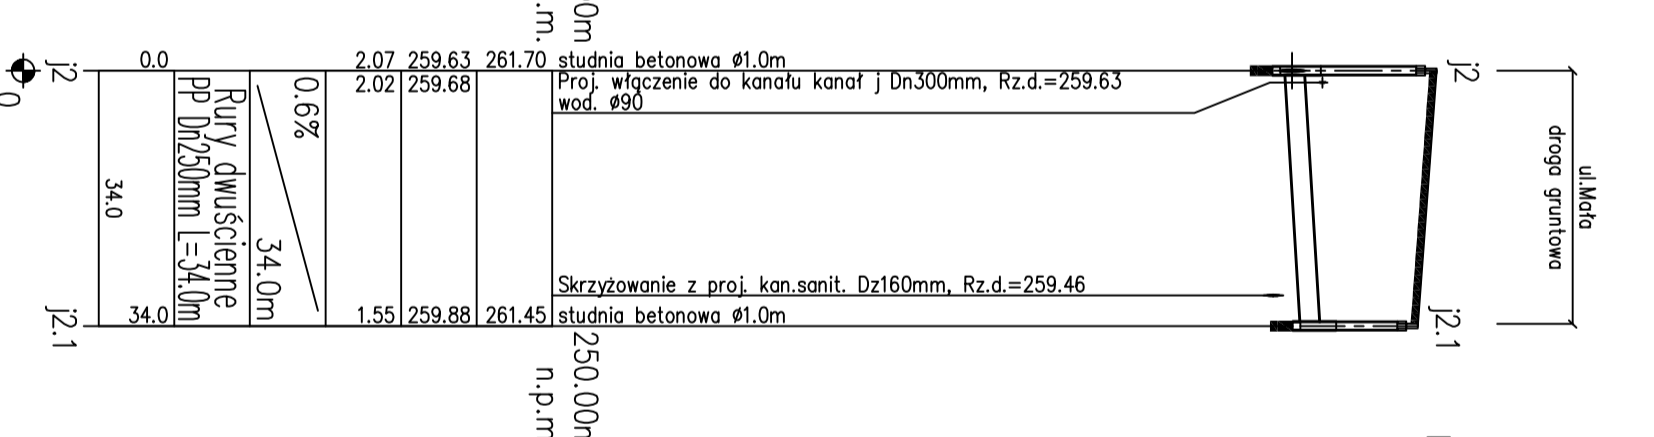 0m
.m.
j2
0.0
2.07 259.63 261.70 studnia betonowa Ø1.0m
2.02 259.68 Proj. włączenie do kanału kanał j Dn300mm, Rz.d.=259.63
wod. Ø90
0
0.6%
34.0m
Rury dwuścienne
PP Dn250mm L=34.0m
34.0
Skrzyżowanie z proj. kan.sanit. Dz160mm, Rz.d.=259.46
j2.1
34.0
1.55 259.88 261.45 studnia betonowa Ø1.0m
250.00m
n.p.m
j2
j2.1
ul.Mała
droga gruntowa